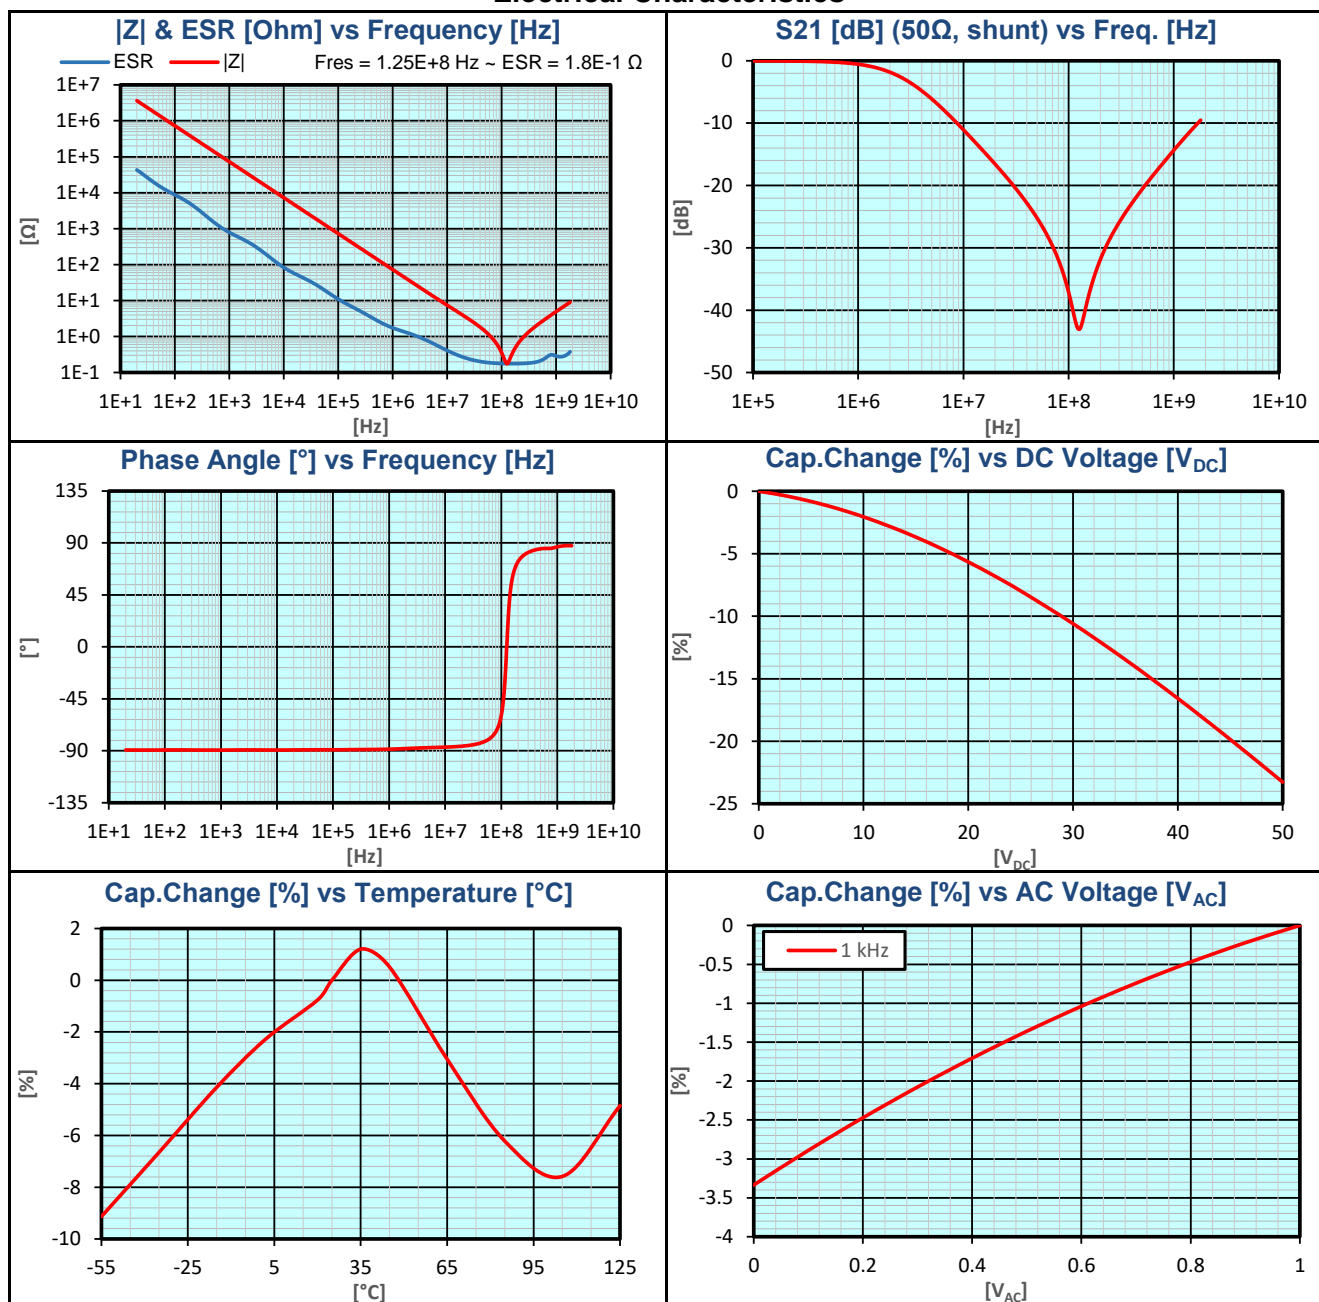 |Z| & ESR [Ohm] vs Frequency [Hz]
ESR |Z| Fres = 1.25E+8 Hz ~ ESR = 1.8E-1 Ω
1E+7
1E+6
1E+5
1E+4
1E+3
1E+2
1E+1
1E+0
1E-1
[Ω]
1E+1 1E+2 1E+3 1E+4 1E+5 1E+6 1E+7 1E+8 1E+9 1E+10
[Hz]
S21 [dB] (50Ω, shunt) vs Freq. [Hz]
0
-10
-20
-30
-40
-50
[dB]
1E+5 1E+6 1E+7 1E+8 1E+9 1E+10
[Hz]
Phase Angle [°] vs Frequency [Hz]
135
90
45
0
-45
-90
-135
[°]
1E+1 1E+2 1E+3 1E+4 1E+5 1E+6 1E+7 1E+8 1E+9 1E+10
[Hz]
Cap.Change [%] vs DC Voltage [VDC]
0
-5
-10
-15
-20
-25
[%]
0 10 20 30 40 50
[VDC]
Cap.Change [%] vs Temperature [°C]
2
0
-2
-4
-6
-8
-10
[%]
-55 -25 5 35 65 95 125
[°C]
Cap.Change [%] vs AC Voltage [VAC]
1 kHz
0
-0.5
-1
-1.5
-2
-2.5
-3
-3.5
-4
[%]
0 0.2 0.4 0.6 0.8 1
[VAC]